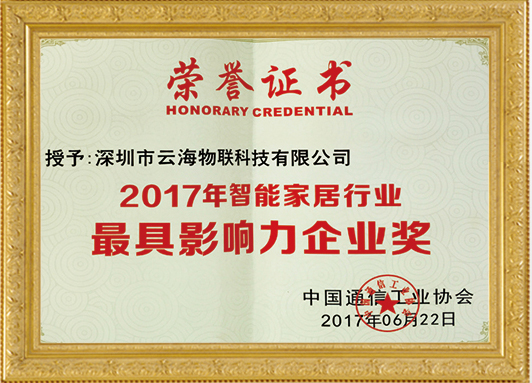 荣誉证书
HONORARY CREDENTIAL
授予:深圳市云海物联科技有限公司
2017年智能家居行业
最具影响力企业奖
中国通信工业协会
2017年06月22日